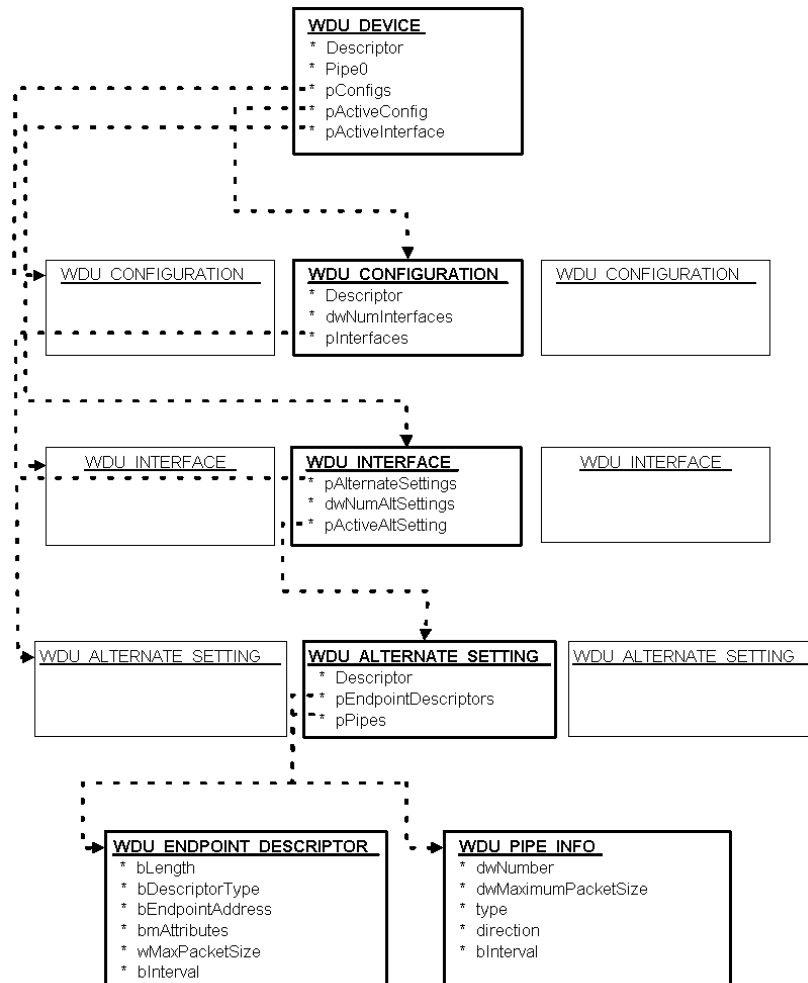 WDU_DEVICE
* Descriptor
* Pipe0
* pConfigs
* pActiveConfig
* pActiveInterface
WDU_CONFIGURATION
WDU_CONFIGURATION
* Descriptor
* dwNumInterfaces
* pInterfaces
WDU_CONFIGURATION
WDU_INTERFACE
WDU_INTERFACE
* pAlternateSettings
* dwNumAltSettings
* pActiveAltSetting
WDU_INTERFACE
WDU_ALTERNATE_SETTING
WDU_ALTERNATE_SETTING
* Descriptor
* pEndpointDescriptors
* pPipes
WDU_ALTERNATE_SETTING
WDU_ENDPOINT_DESCRIPTOR
* bLength
* bDescriptorType
* bEndpointAddress
* bmAttributes
* wMaxPacketSize
* bInterval
WDU_PIPE_INFO
* dwNumber
* dwMaximumPacketSize
* type
* direction
* bInterval